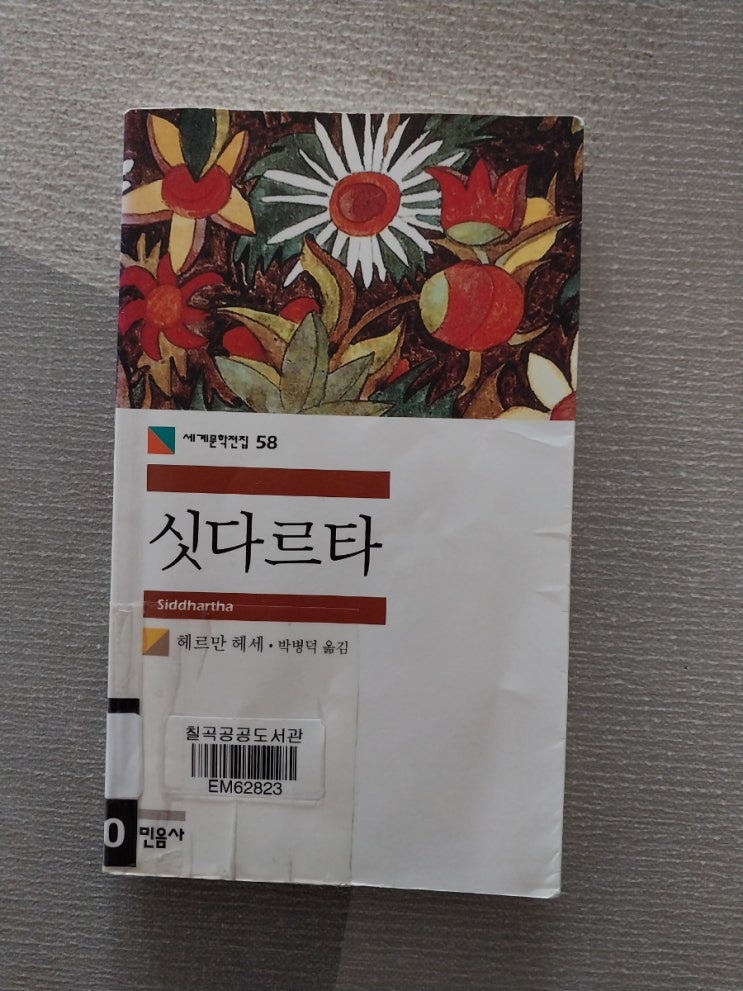 세계문학전집 58
싯다르타
Siddhartha
헤르만 헤세 • 박병덕 옮김
칠곡공공도서관
EM62823
0
민음사